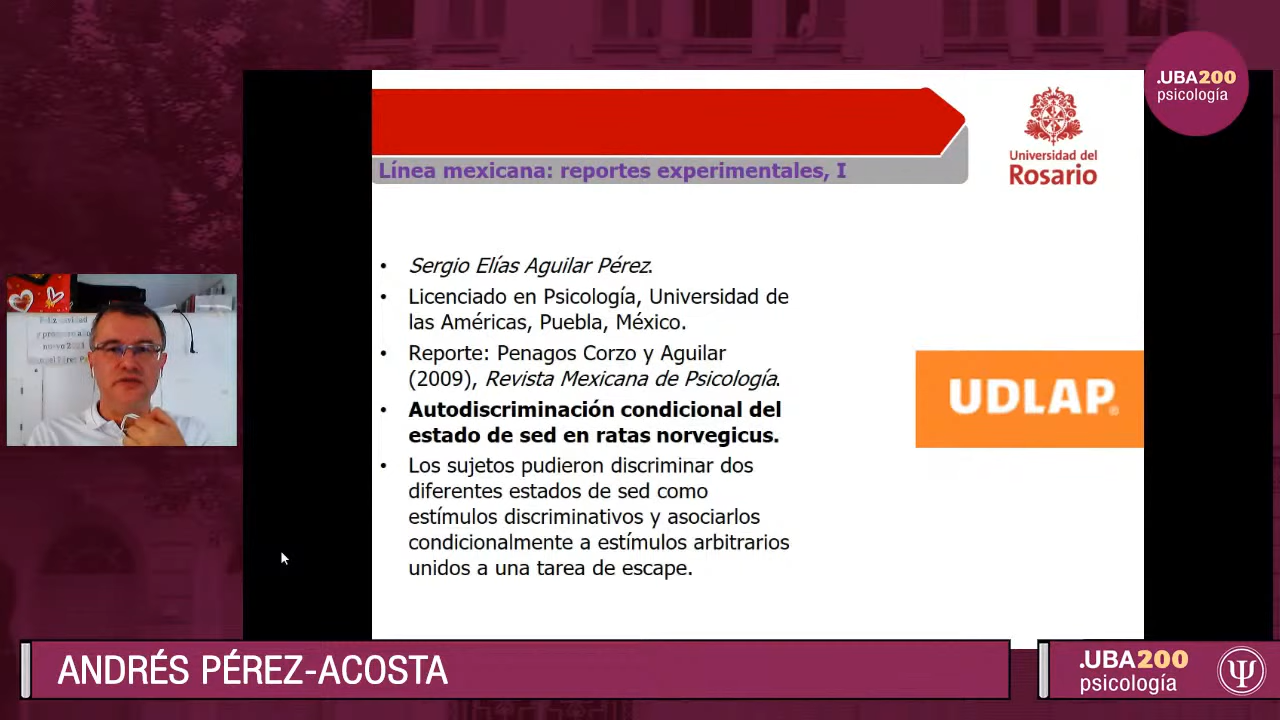 .UBA200
psicología
Universidad del
Rosario
Línea mexicana: reportes experimentales, I
• Sergio Elías Aguilar Pérez.
• Licenciado en Psicología, Universidad de
las Américas, Puebla, México.
• Reporte: Penagos Corzo y Aguilar
(2009), Revista Mexicana de Psicología.
• Autodiscriminación condicional del
estado de sed en ratas norvegicus.
• Los sujetos pudieron discriminar dos
diferentes estados de sed como
estímulos discriminativos y asociarlos
condicionalmente a estímulos arbitrarios
unidos a una tarea de escape.
UDLAP®
Feliz
nuevo
ANDRÉS PÉREZ-ACOSTA
.UBA200
psicología